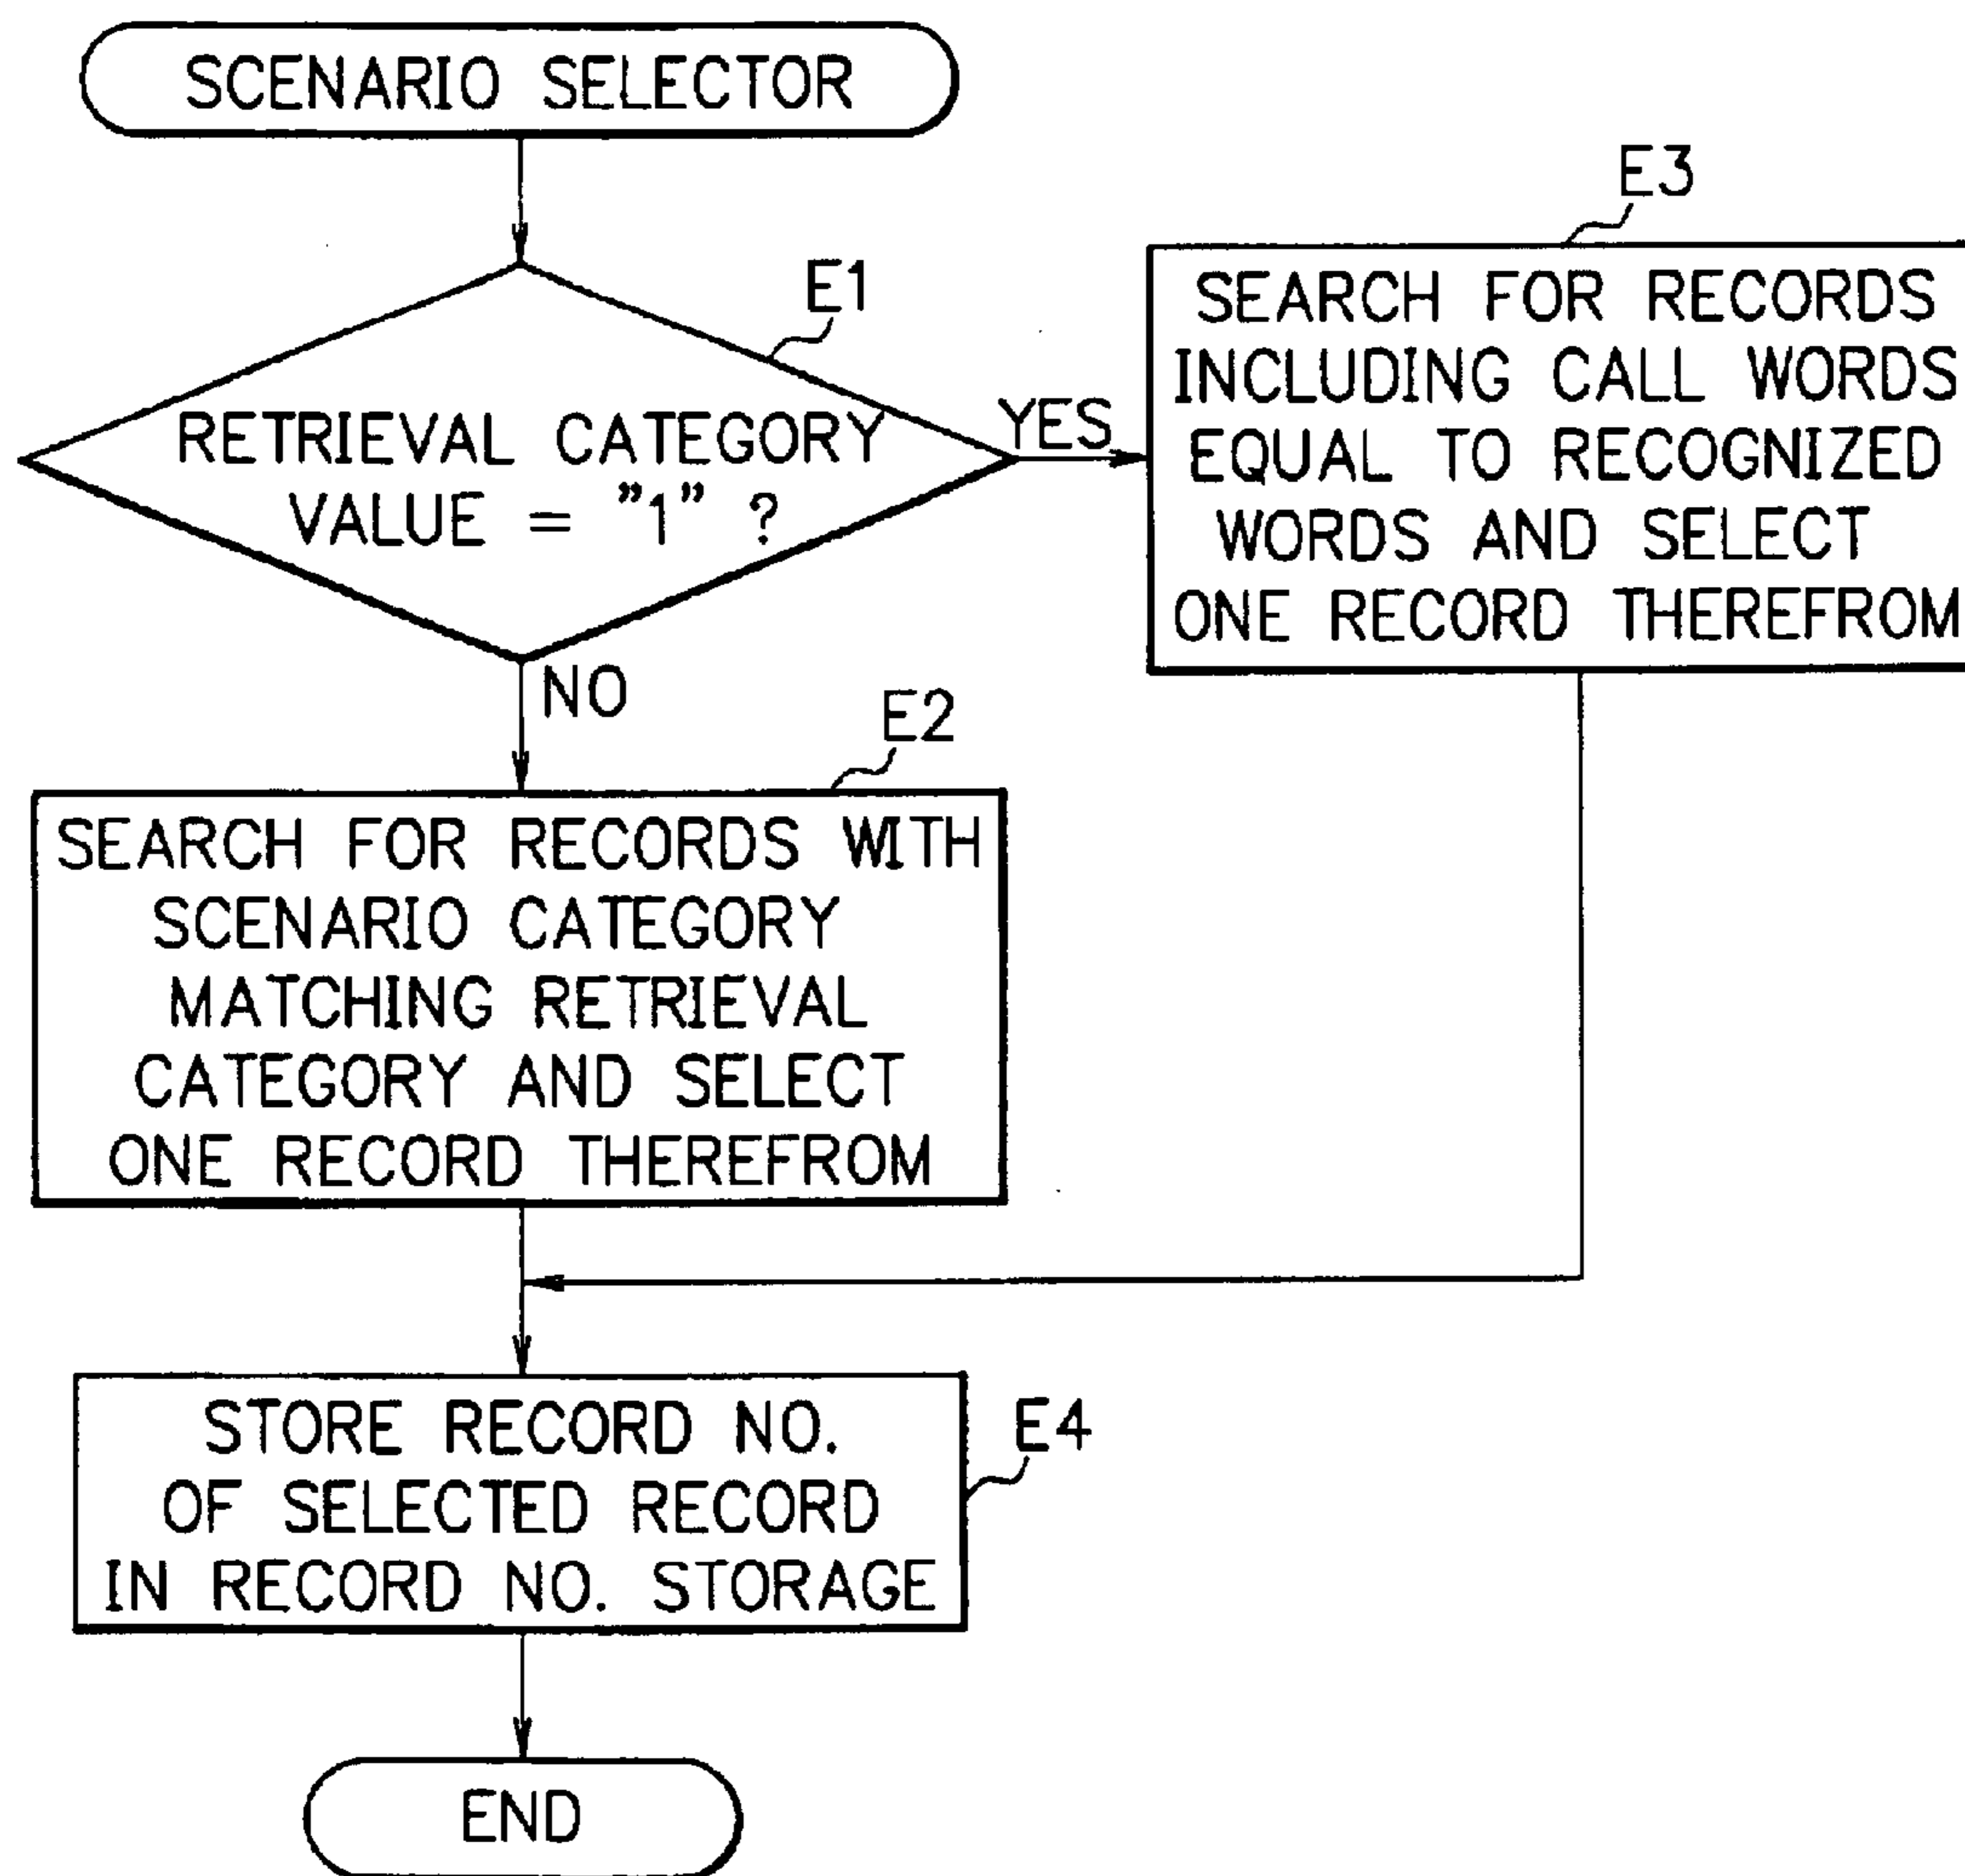 SCENARIO SELECTOR
E1
RETRIEVAL CATEGORY
VALUE = "1" ?
YES
E3
SEARCH FOR RECORDS
INCLUDING CALL WORDS
EQUAL TO RECOGNIZED
WORDS AND SELECT
ONE RECORD THEREFROM
NO
E2
SEARCH FOR RECORDS WITH
SCENARIO CATEGORY
MATCHING RETRIEVAL
CATEGORY AND SELECT
ONE RECORD THEREFROM
E4
STORE RECORD NO.
OF SELECTED RECORD
IN RECORD NO. STORAGE
END